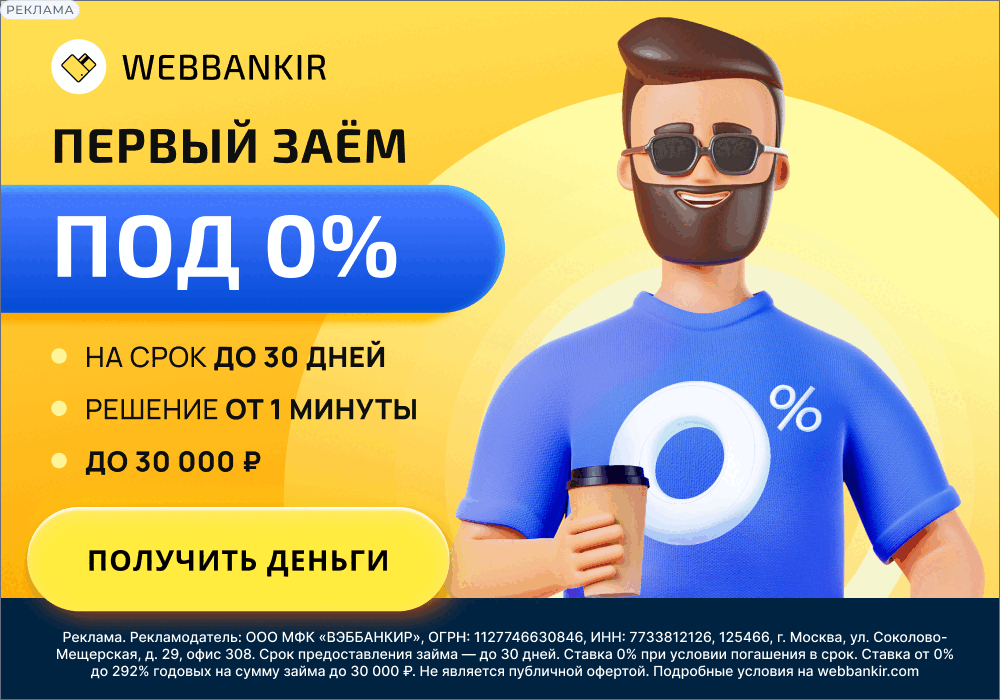 РЕКЛАМА
WEBBANKIR
ПЕРВЫЙ ЗАЁМ
ПОД 0%
НА СРОК ДО 30 ДНЕЙ
РЕШЕНИЕ ОТ 1 МИНУТЫ
ДО 30 000 ₽
0%
ПОЛУЧИТЬ ДЕНЬГИ
Реклама. Рекламодатель: ООО МФК «ВЭББАНКИР», ОГРН: 1127746630846, ИНН: 7733812126, 125466, г. Москва, ул. Соколово-
Мещерская, д. 29, офис 308. Срок предоставления займа — до 30 дней. Ставка 0% при условии погашения в срок. Ставка от 0%
до 292% годовых на сумму займа до 30 000 ₽. Не является публичной офертой. Подробные условия на webbankir.com